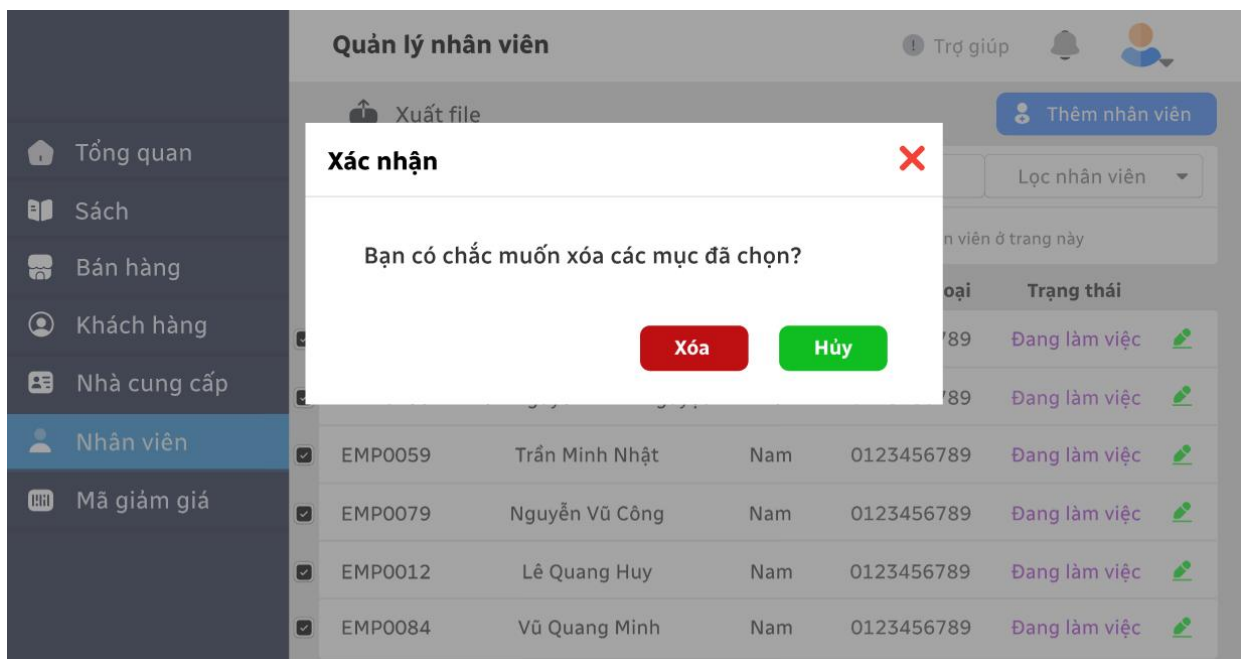 Quản lý nhân viên
Trợ giúp
Xuất file
Thêm nhân viên
Tổng quan
Sách
Bán hàng
Khách hàng
Nhà cung cấp
Nhân viên
Mã giảm giá
Xác nhận
Bạn có chắc muốn xóa các mục đã chọn?
Xóa
Hủy
Lọc nhân viên
viên ở trang này
Trạng thái
Đang làm việc
Đang làm việc
EMP0059 Trần Minh Nhật Nam 0123456789 Đang làm việc
EMP0079 Nguyễn Vũ Công Nam 0123456789 Đang làm việc
EMP0012 Lê Quang Huy Nam 0123456789 Đang làm việc
EMP0084 Vũ Quang Minh Nam 0123456789 Đang làm việc